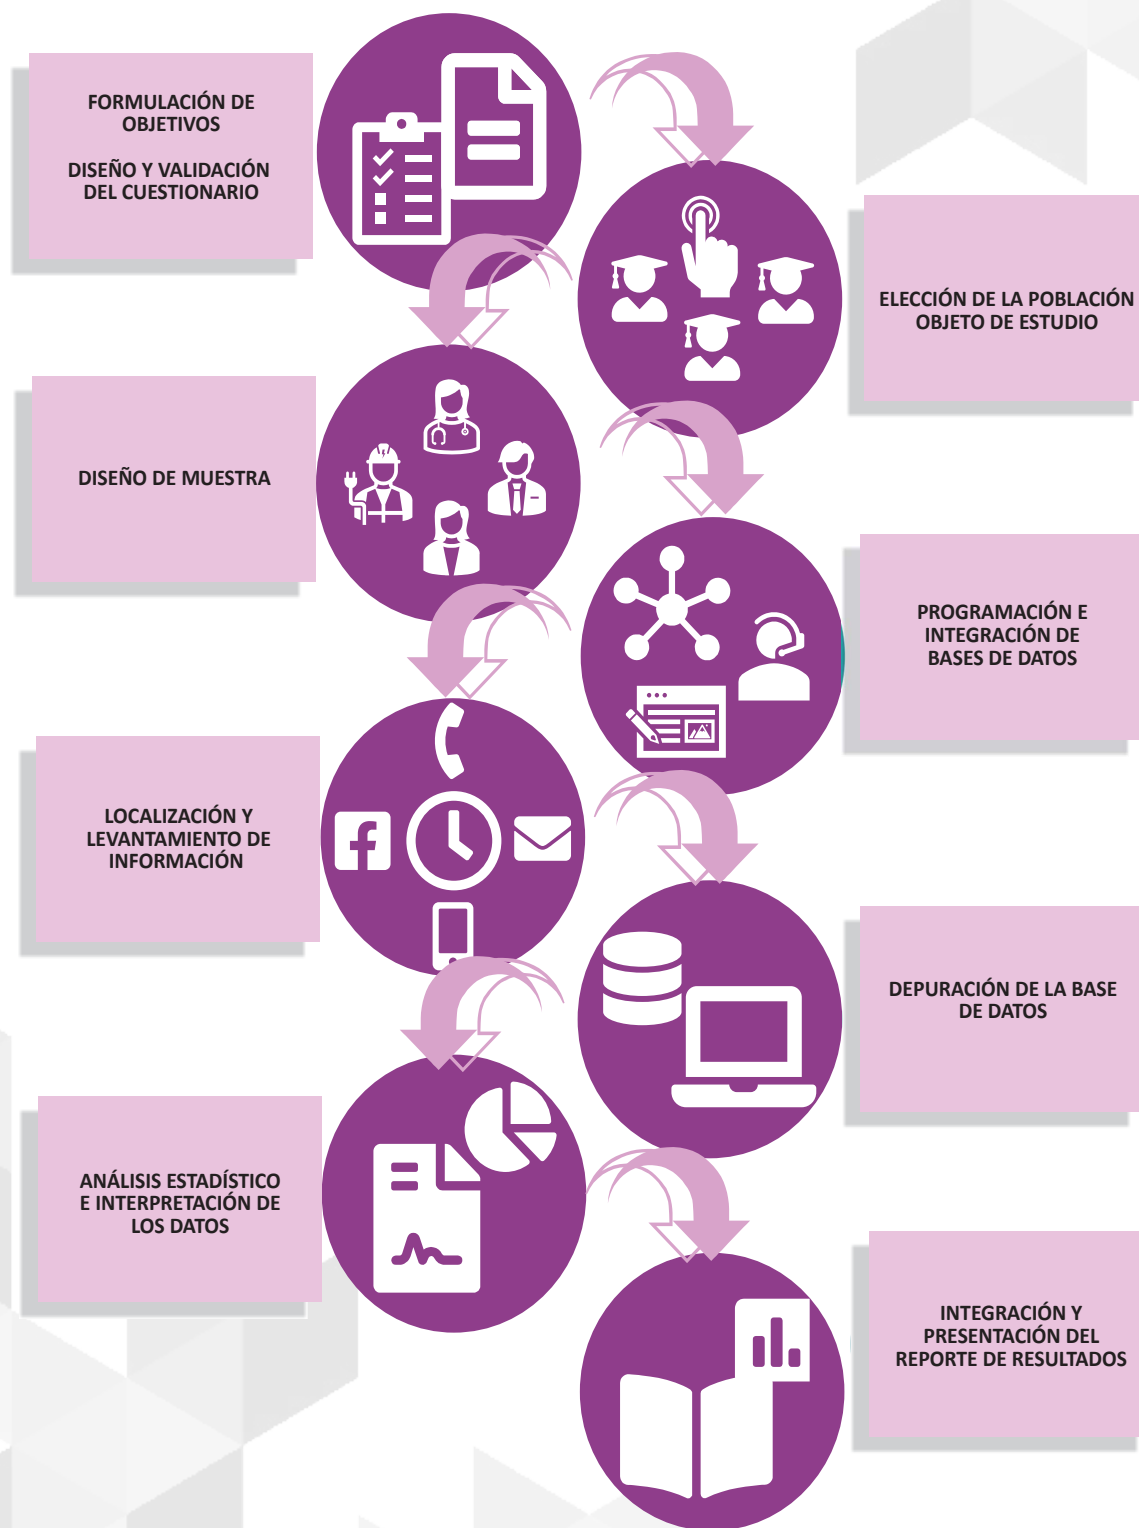 FORMULACIÓN DE
OBJETIVOS
DISEÑO Y VALIDACIÓN
DEL CUESTIONARIO
ELECCIÓN DE LA POBLACIÓN
OBJETO DE ESTUDIO
DISEÑO DE MUESTRA
PROGRAMACIÓN E
INTEGRACIÓN DE
BASES DE DATOS
LOCALIZACIÓN Y
LEVANTAMIENTO DE
INFORMACIÓN
DEPURACIÓN DE LA BASE
DE DATOS
ANÁLISIS ESTADÍSTICO
E INTERPRETACIÓN DE
LOS DATOS
INTEGRACIÓN Y
PRESENTACIÓN DEL
REPORTE DE RESULTADOS